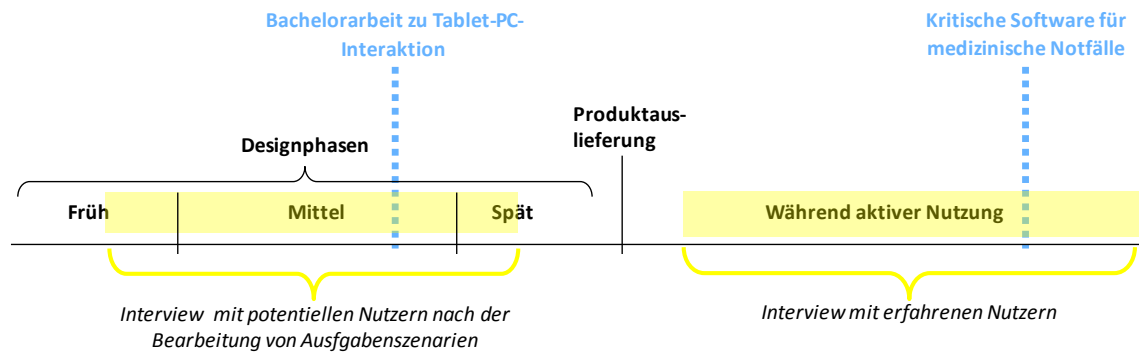 Bachelorarbeit zu Tablet-PC-
Interaktion
Kritische Software für
medizinische Notfälle
Produktaus-
lieferung
Designphasen
Früh
Mittel
Spät
Während aktiver Nutzung
Interview mit potentiellen Nutzern nach der
Bearbeitung von Ausfgabenszenarien
Interview mit erfahrenen Nutzern